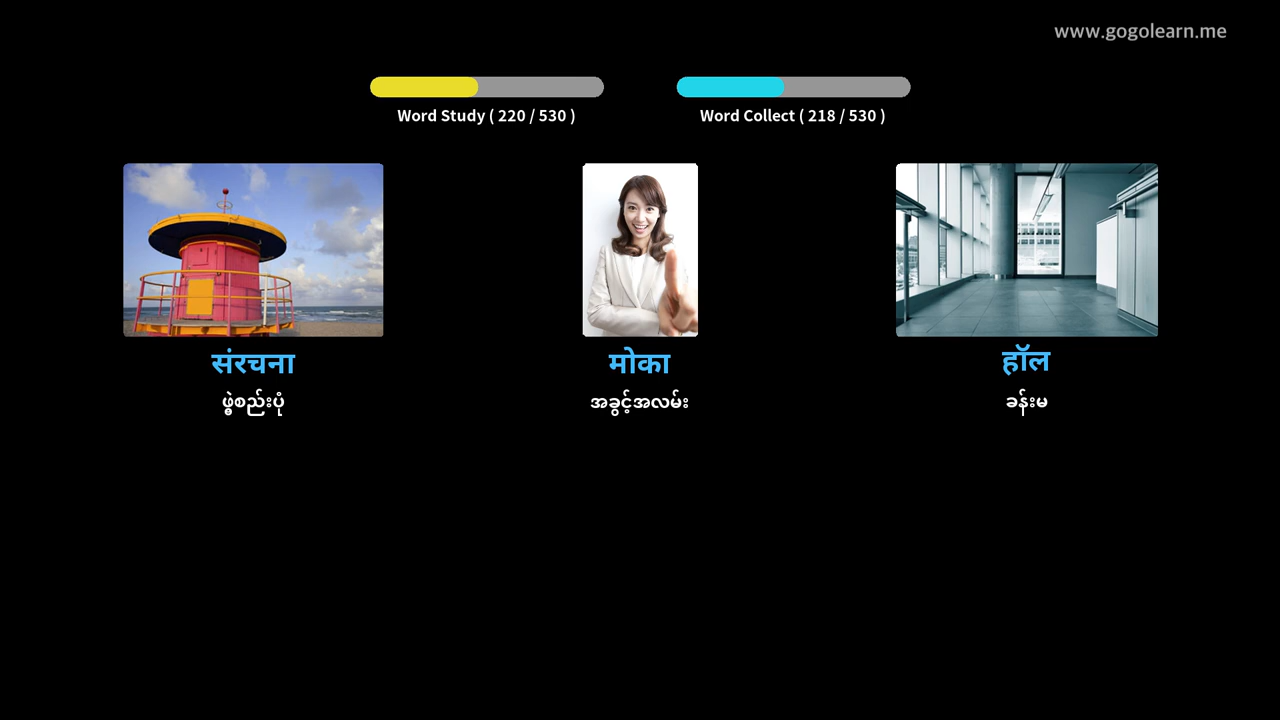 www.gogolearn.me
Word Study ( 220 / 530 )
Word Collect ( 218 / 530 )
संरचना
मोका
हॉल
ဖွဲ့စည်းပုံ
အခွင့်အလမ်း
ခန်းမ